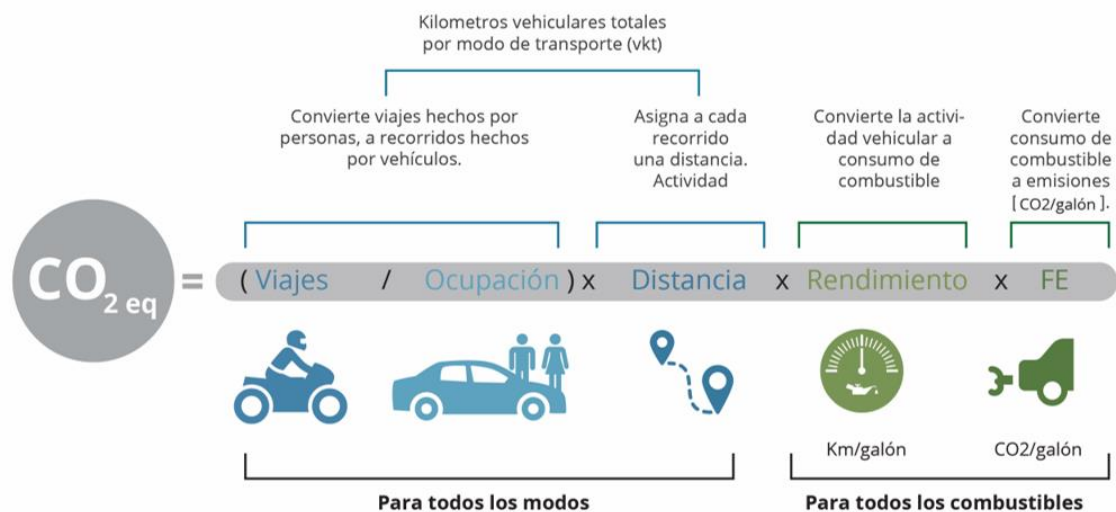 Kilometros vehiculares totales
por modo de transporte (vkt)
Convierte viajes hechos por
personas, a recorridos hechos
por vehículos.
Asigna a cada
recorrido
una distancia.
Actividad
Convierte la activi-
dad vehicular a
consumo de
combustible
Convierte
consumo de
combustible
a emisiones
[CO2/galón].
CO2 eq = (Viajes / Ocupación) x Distancia x Rendimiento x FE
Km/galón
CO2/galón
Para todos los modos
Para todos los combustibles